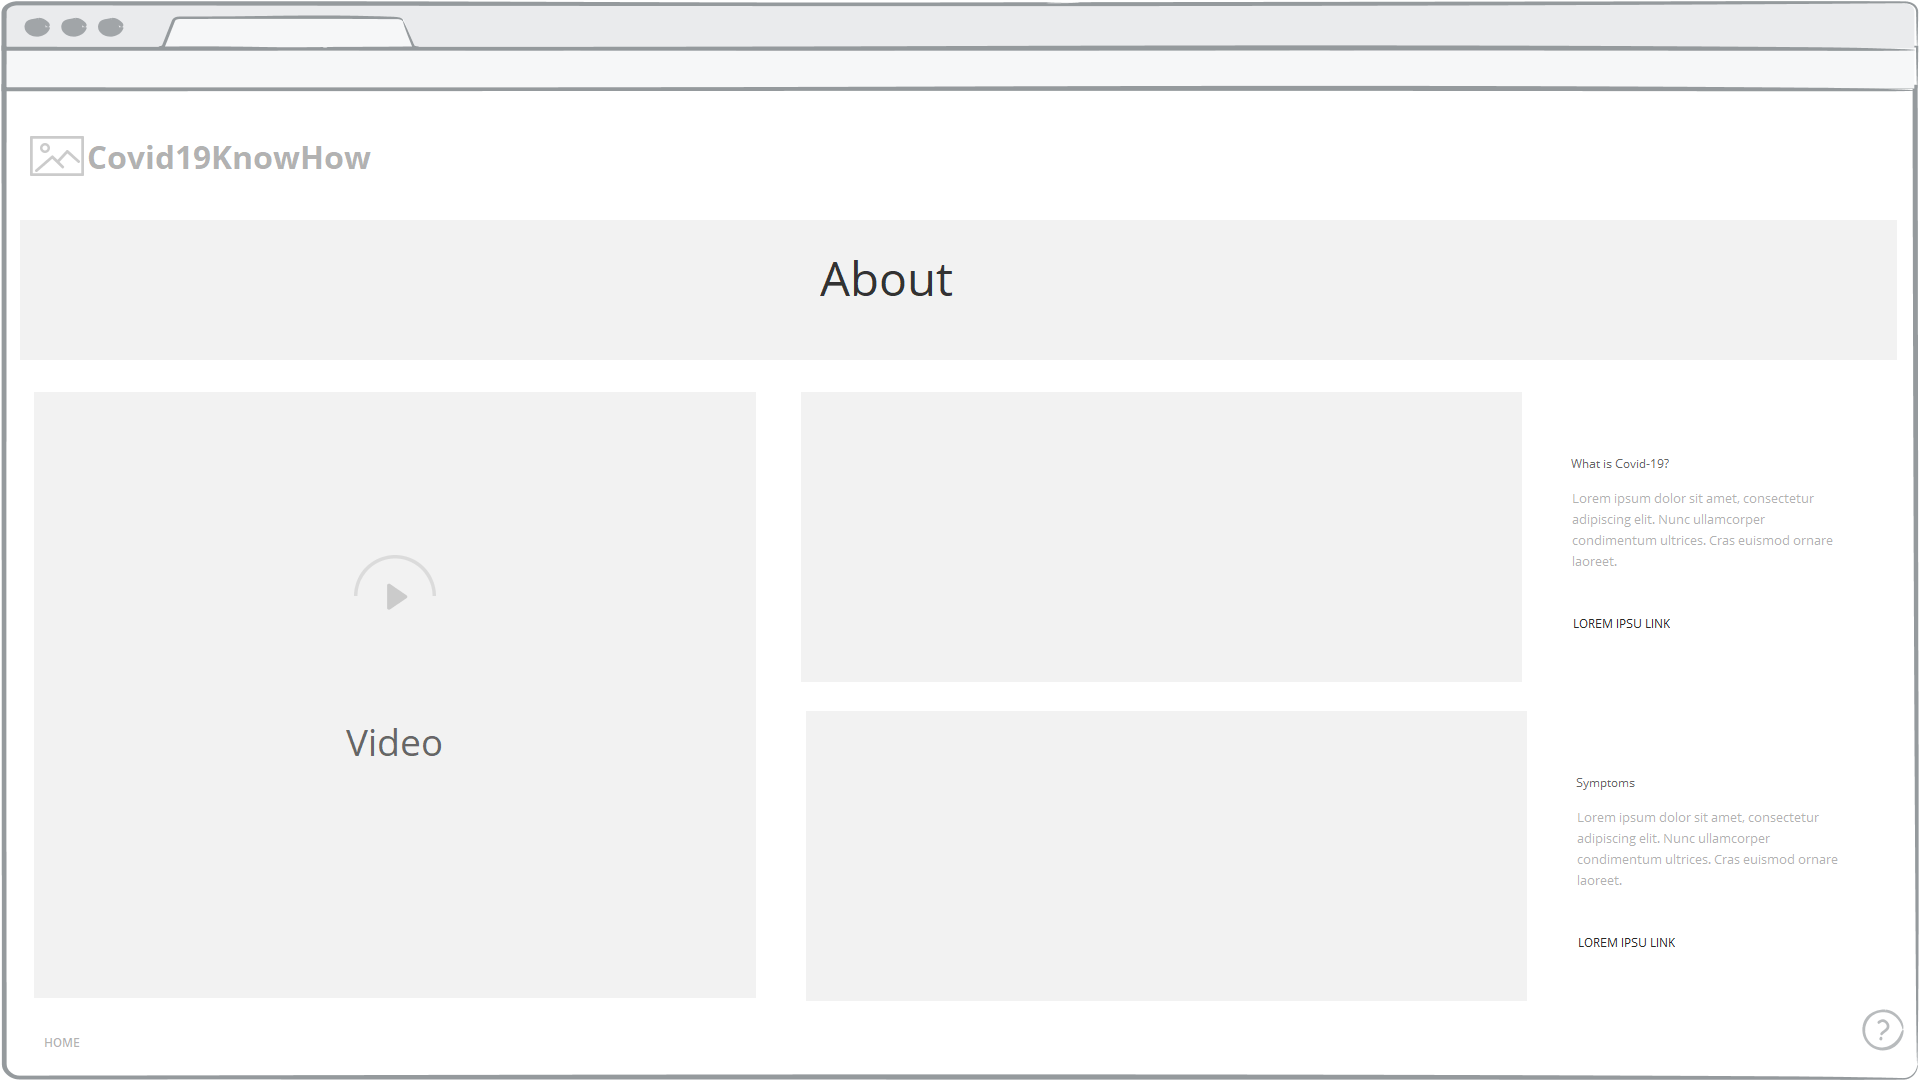 Covid19KnowHow
About
Video
What is Covid-19?
Lorem ipsum dolor sit amet, consectetur
adipiscing elit. Nunc ullamcorper
condimentum ultrices. Cras euismod ornare
laoreet.
LOREM IPSU LINK
Symptoms
Lorem ipsum dolor sit amet, consectetur
adipiscing elit. Nunc ullamcorper
condimentum ultrices. Cras euismod ornare
laoreet.
LOREM IPSU LINK
HOME
?